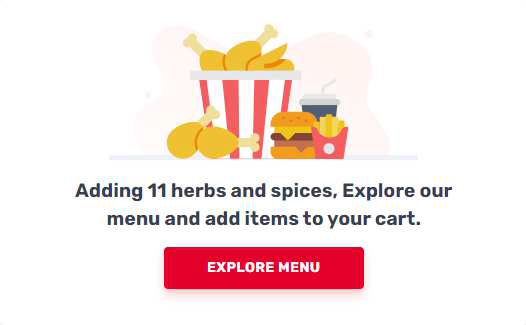 Adding 11 herbs and spices, Explore our
menu and add items to your cart.
EXPLORE MENU